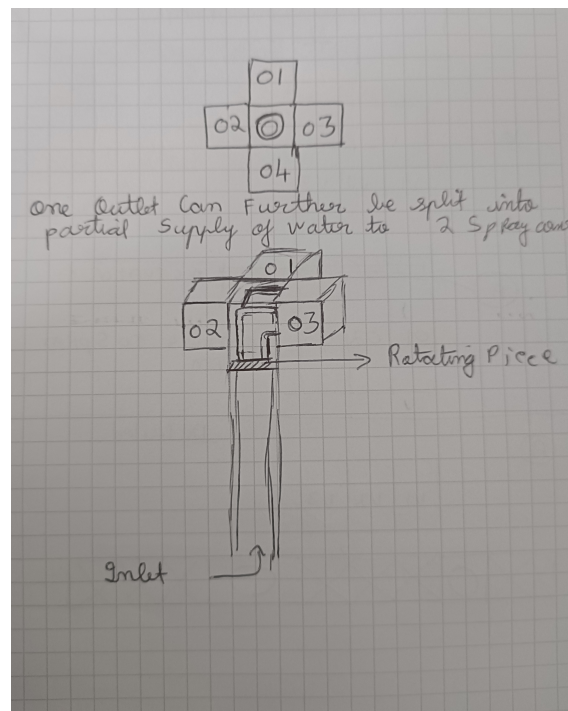 01
02 03
04
One Outlet Can Further be split into
partial Supply of water to 2 Spray
01
02 03
Rotating Piece
Inlet